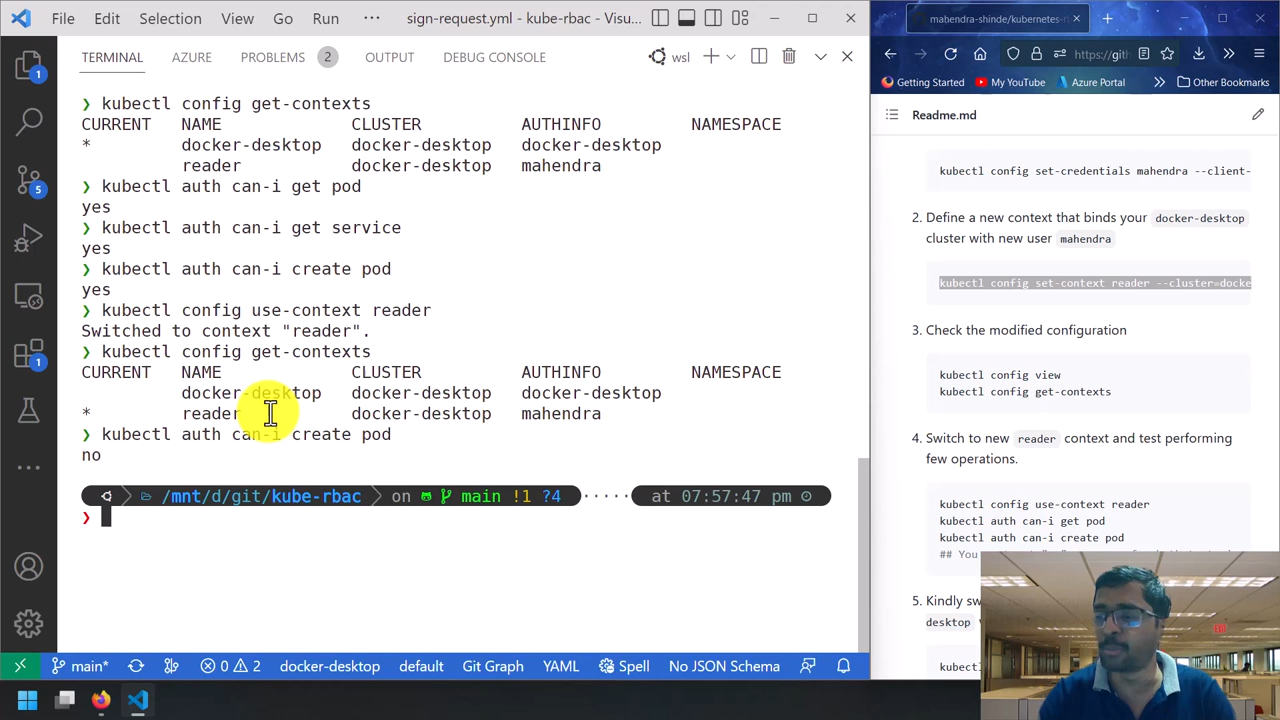 File Edit Selection View Go Run ··· sign-request.yml - kube-rbac - Visu...
TERMINAL AZURE PROBLEMS 2 OUTPUT DEBUG CONSOLE wsl
❯ kubectl config get-contexts
CURRENT NAME CLUSTER AUTHINFO NAMESPACE
* docker-desktop docker-desktop docker-desktop
reader docker-desktop mahendra
❯ kubectl auth can-i get pod
yes
❯ kubectl auth can-i get service
yes
❯ kubectl auth can-i create pod
yes
❯ kubectl config use-context reader
Switched to context "reader".
❯ kubectl config get-contexts
CURRENT NAME CLUSTER AUTHINFO NAMESPACE
docker-desktop docker-desktop docker-desktop
* reader docker-desktop mahendra
❯ kubectl auth can-i create pod
no
/mnt/d/git/kube-rbac on main !1 ?4 ····· at 07:57:47 pm
❯
1
5
1
main* 0 2 docker-desktop default Git Graph YAML Spell No JSON Schema
mahendra-shinde/kubernetes-r
https://git
Getting Started My YouTube Azure Portal Other Bookmarks
Readme.md
kubectl config set-credentials mahendra --client-
2. Define a new context that binds your docker-desktop
cluster with new user mahendra
kubectl config set-context reader --cluster=docke
3. Check the modified configuration
kubectl config view
kubectl config get-contexts
4. Switch to new reader context and test performing
few operations.
kubectl config use-context reader
kubectl auth can-i get pod
kubectl auth can-i create pod
## You
5. Kindly sw
desktop
kubect